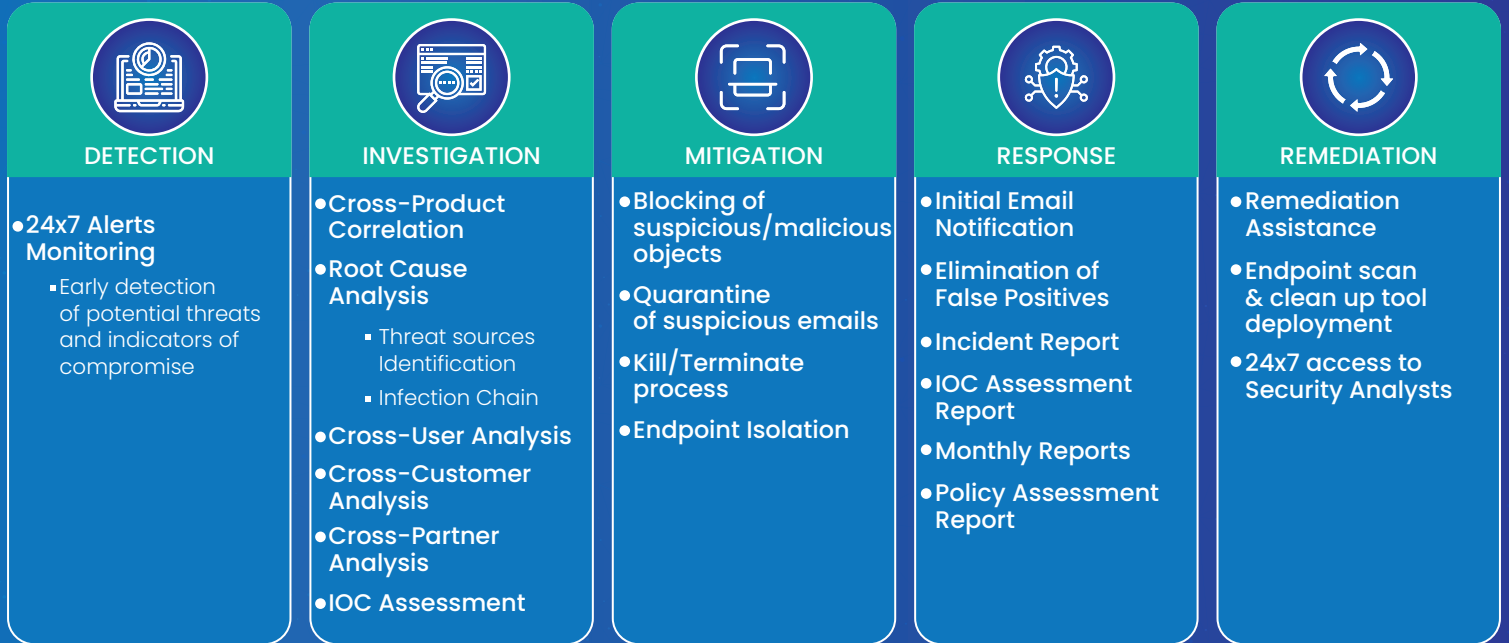 DETECTION
• 24x7 Alerts
Monitoring
▪ Early detection
of potential threats
and indicators of
compromise
INVESTIGATION
• Cross-Product
Correlation
• Root Cause
Analysis
▪ Threat sources
Identification
▪ Infection Chain
• Cross-User Analysis
• Cross-Customer
Analysis
• Cross-Partner
Analysis
• IOC Assessment
MITIGATION
• Blocking of
suspicious/malicious
objects
• Quarantine
of suspicious emails
• Kill/Terminate
process
• Endpoint Isolation
RESPONSE
• Initial Email
Notification
• Elimination of
False Positives
• Incident Report
• IOC Assessment
Report
• Monthly Reports
• Policy Assessment
Report
REMEDIATION
• Remediation
Assistance
• Endpoint scan
& clean up tool
deployment
• 24x7 access to
Security Analysts